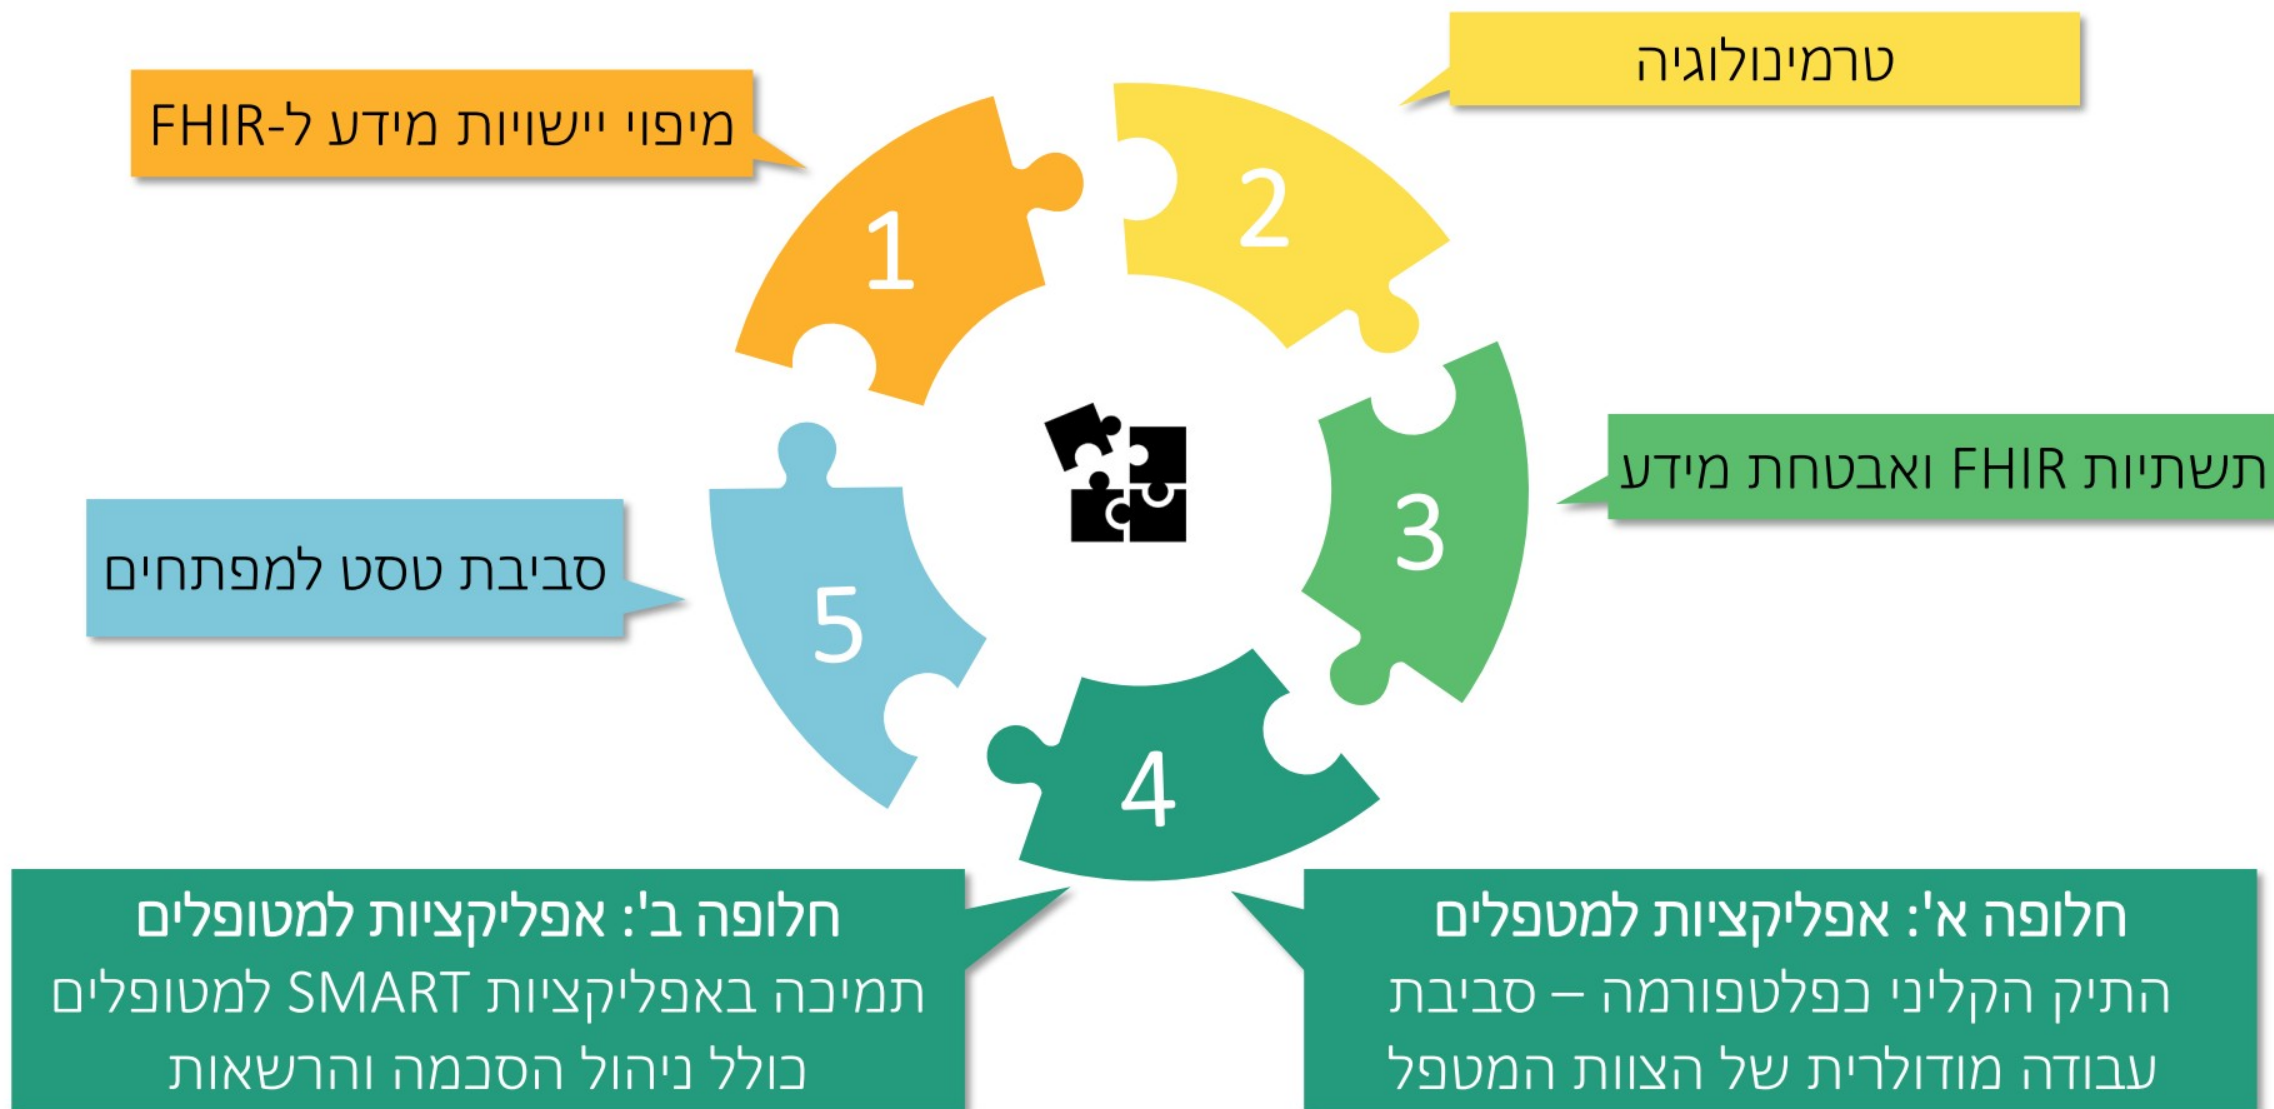 מיפוי יישויות מידע ל-FHIR
1
טרמינולוגיה
2
תשתיות FHIR ואבטחת מידע
3
חלופה א': אפליקציות למטפלים
התיק הקליני כפלטפורמה – סביבת
עבודה מודולרית של הצוות המטפל
4
חלופה ב': אפליקציות למטופלים
תמיכה באפליקציות SMART למטופלים
כולל ניהול הסכמה והרשאות
סביבת טסט למפתחים
5